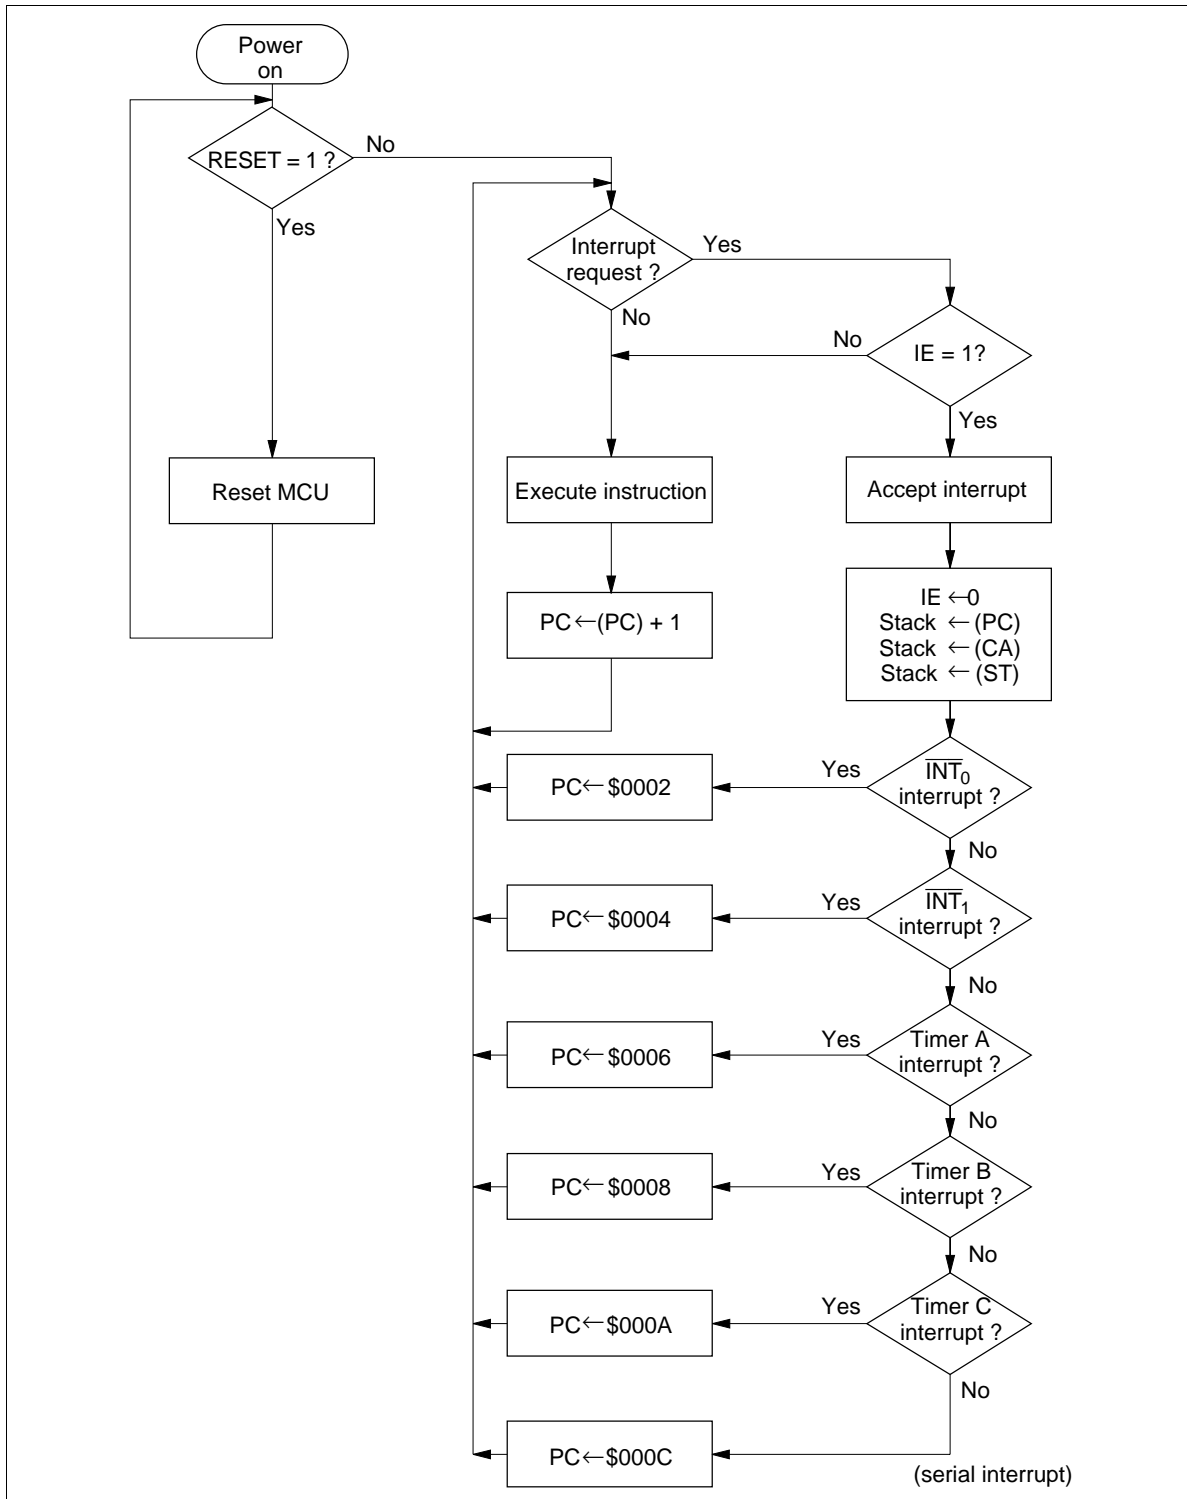 Power
on
RESET = 1 ?
No
Yes
Interrupt
request ?
Yes
No
No
IE = 1?
Yes
Reset MCU
Execute instruction
Accept interrupt
PC ← (PC) + 1
IE ← 0
Stack ← (PC)
Stack ← (CA)
Stack ← (ST)
PC ← $0002
Yes
I̅N̅T̅₀
interrupt ?
No
PC ← $0004
Yes
I̅N̅T̅₁
interrupt ?
No
PC ← $0006
Yes
Timer A
interrupt ?
No
PC ← $0008
Yes
Timer B
interrupt ?
No
PC ← $000A
Yes
Timer C
interrupt ?
No
PC ← $000C
(serial interrupt)